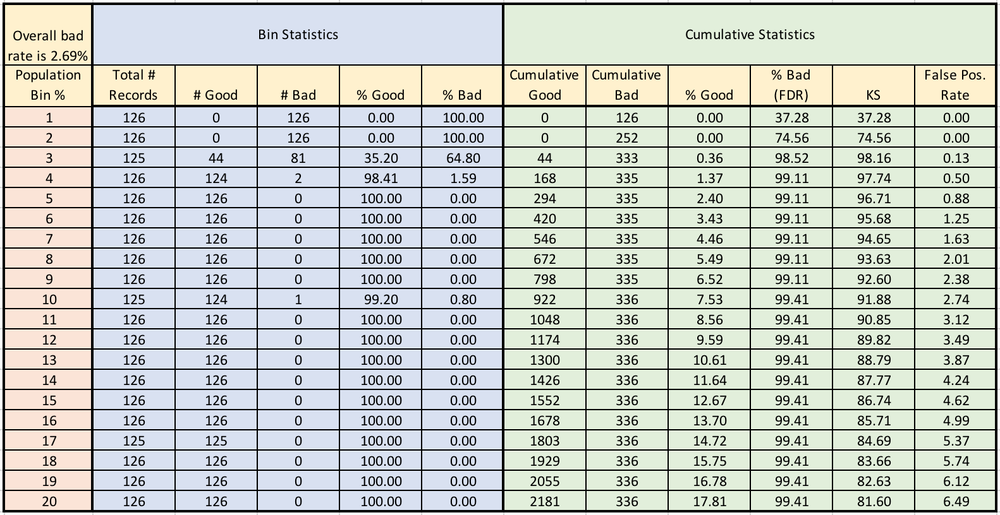 Overall bad
rate is 2.69%
Bin Statistics
Cumulative Statistics
Population
Bin %
Total #
Records
# Good
# Bad
% Good
% Bad
Cumulative
Good
Cumulative
Bad
% Good
% Bad
(FDR)
KS
False Pos.
Rate
1 126 0 126 0.00 100.00 0 126 0.00 37.28 37.28 0.00
2 126 0 126 0.00 100.00 0 252 0.00 74.56 74.56 0.00
3 125 44 81 35.20 64.80 44 333 0.36 98.52 98.16 0.13
4 126 124 2 98.41 1.59 168 335 1.37 99.11 97.74 0.50
5 126 126 0 100.00 0.00 294 335 2.40 99.11 96.71 0.88
6 126 126 0 100.00 0.00 420 335 3.43 99.11 95.68 1.25
7 126 126 0 100.00 0.00 546 335 4.46 99.11 94.65 1.63
8 126 126 0 100.00 0.00 672 335 5.49 99.11 93.63 2.01
9 126 126 0 100.00 0.00 798 335 6.52 99.11 92.60 2.38
10 125 124 1 99.20 0.80 922 336 7.53 99.41 91.88 2.74
11 126 126 0 100.00 0.00 1048 336 8.56 99.41 90.85 3.12
12 126 126 0 100.00 0.00 1174 336 9.59 99.41 89.82 3.49
13 126 126 0 100.00 0.00 1300 336 10.61 99.41 88.79 3.87
14 126 126 0 100.00 0.00 1426 336 11.64 99.41 87.77 4.24
15 126 126 0 100.00 0.00 1552 336 12.67 99.41 86.74 4.62
16 126 126 0 100.00 0.00 1678 336 13.70 99.41 85.71 4.99
17 125 125 0 100.00 0.00 1803 336 14.72 99.41 84.69 5.37
18 126 126 0 100.00 0.00 1929 336 15.75 99.41 83.66 5.74
19 126 126 0 100.00 0.00 2055 336 16.78 99.41 82.63 6.12
20 126 126 0 100.00 0.00 2181 336 17.81 99.41 81.60 6.49